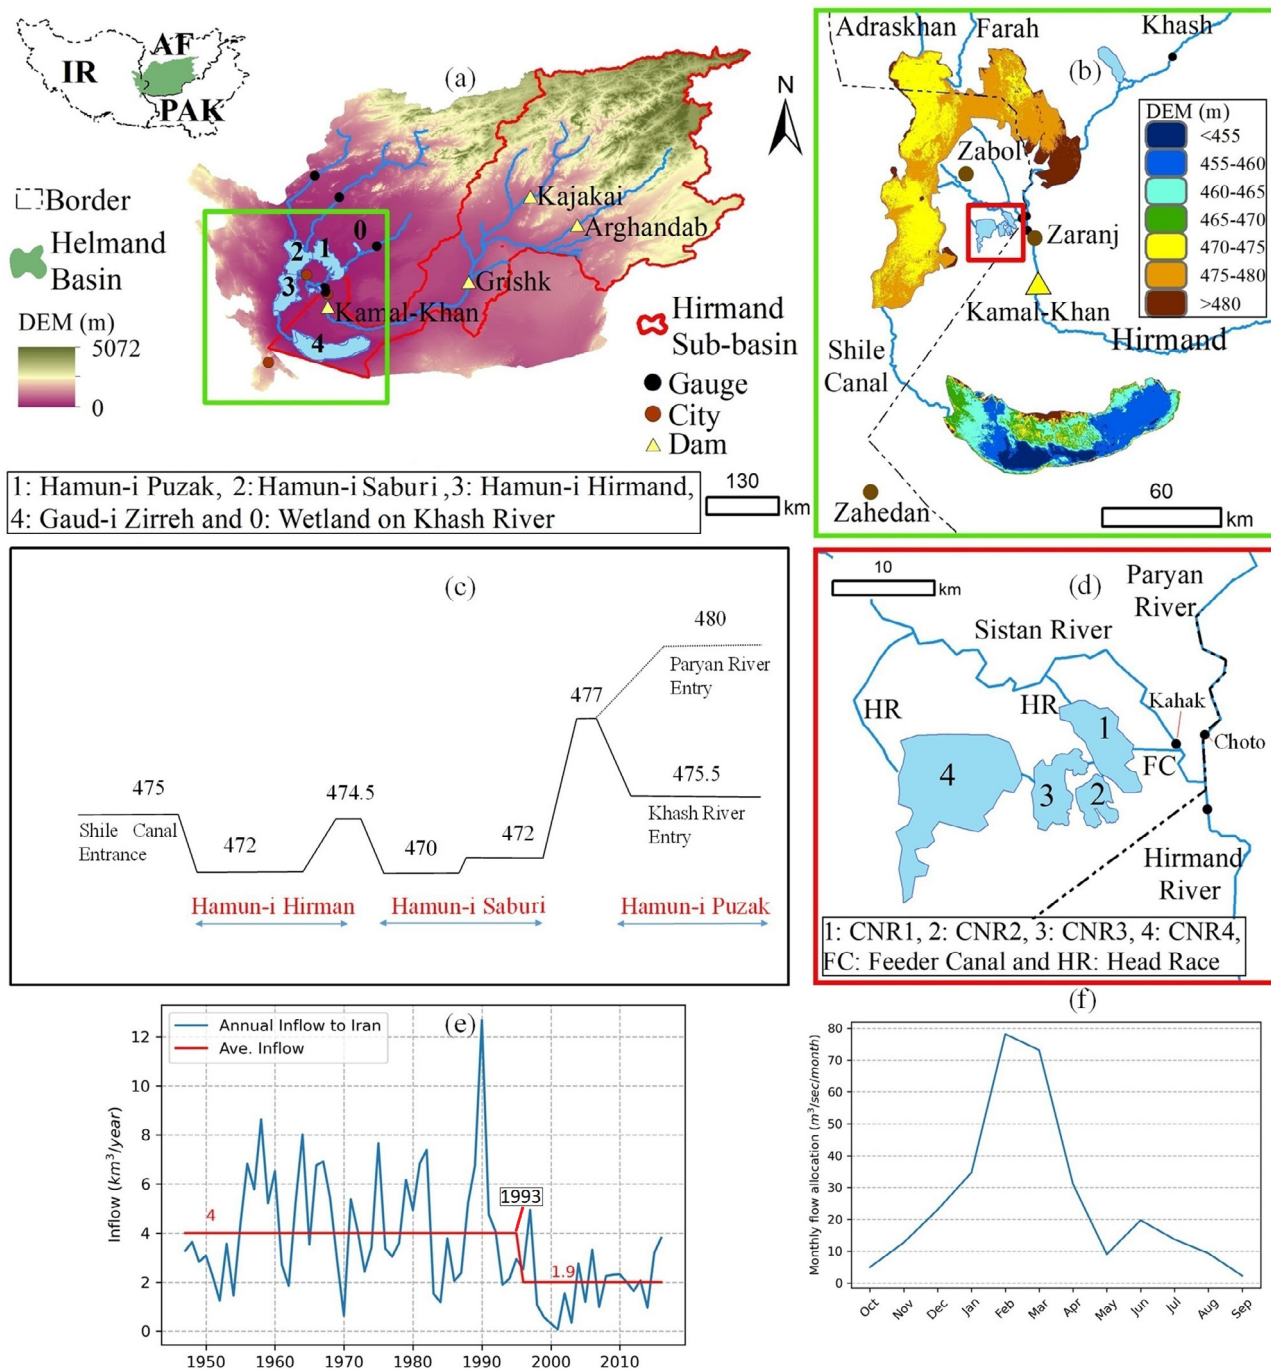 AF
IR
PAK
Border
Helmand
Basin
DEM (m)
5072
0
(a)
N
Kajakai
Arghandab
0
2
1
3
Grishk
Kamal-Khan
4
Hirmand
Sub-basin
Gauge
City
Dam
1: Hamun-i Puzak, 2: Hamun-i Saburi ,3: Hamun-i Hirmand,
4: Gaud-i Zirreh and 0: Wetland on Khash River
130
km
Adraskhan
Farah
Khash
(b)
DEM (m)
<455
455-460
460-465
465-470
470-475
475-480
>480
Zabol
Zaranj
Kamal-Khan
Hirmand
Shile
Canal
Zahedan
60
km
(c)
480
Paryan River
Entry
477
475
474.5
475.5
Shile Canal
Entrance
Khash River
Entry
472
470
472
Hamun-i Hirman
Hamun-i Saburi
Hamun-i Puzak
10
km
(d)
Paryan
River
Sistan River
HR
HR
Kahak
Choto
1
FC
4
3
2
Hirmand
River
1: CNR1, 2: CNR2, 3: CNR3, 4: CNR4,
FC: Feeder Canal and HR: Head Race
(e)
Annual Inflow to Iran
Ave. Inflow
Inflow (km³/year)
12
10
8
6
4
2
0
4
1993
1.9
1950
1960
1970
1980
1990
2000
2010
(f)
Monthly flow allocation (m³/sec/month)
80
70
60
50
40
30
20
10
0
Oct
Nov
Dec
Jan
Feb
Mar
Apr
May
Jun
Jul
Aug
Sep